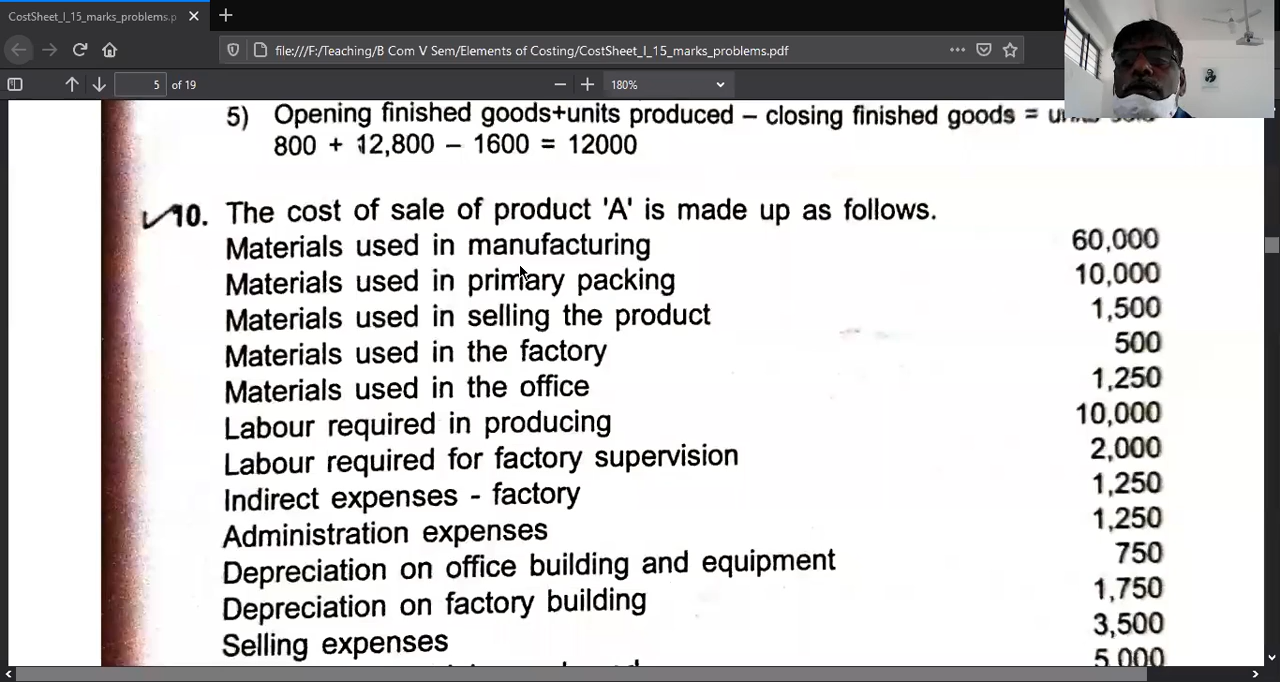 CostSheet_I_15_marks_problems.p
file:///F:/Teaching/B Com V Sem/Elements of Costing/CostSheet_I_15_marks_problems.pdf
5 of 19
180%
5) Opening finished goods+units produced – closing finished goods =
800 + 12,800 – 1600 = 12000
10. The cost of sale of product 'A' is made up as follows.
Materials used in manufacturing 60,000
Materials used in primary packing 10,000
Materials used in selling the product 1,500
Materials used in the factory 500
Materials used in the office 1,250
Labour required in producing 10,000
Labour required for factory supervision 2,000
Indirect expenses - factory 1,250
Administration expenses 1,250
Depreciation on office building and equipment 750
Depreciation on factory building 1,750
Selling expenses 3,500
5,000